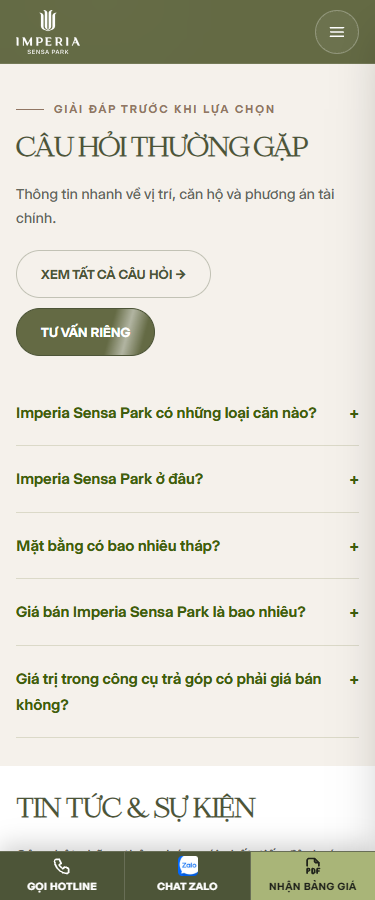 IMPERIA
SENSA PARK
GIẢI ĐÁP TRƯỚC KHI LỰA CHỌN
CÂU HỎI THƯỜNG GẶP
Thông tin nhanh về vị trí, căn hộ và phương án tài
chính.
XEM TẤT CẢ CÂU HỎI →
TƯ VẤN RIÊNG
Imperia Sensa Park có những loại căn nào? +
Imperia Sensa Park ở đâu? +
Mặt bằng có bao nhiêu tháp? +
Giá bán Imperia Sensa Park là bao nhiêu? +
Giá trị trong công cụ trả góp có phải giá bán +
không?
TIN TỨC & SỰ KIỆN
Zalo
PDF
GỌI HOTLINE
CHAT ZALO
NHẬN BẢNG GIÁ